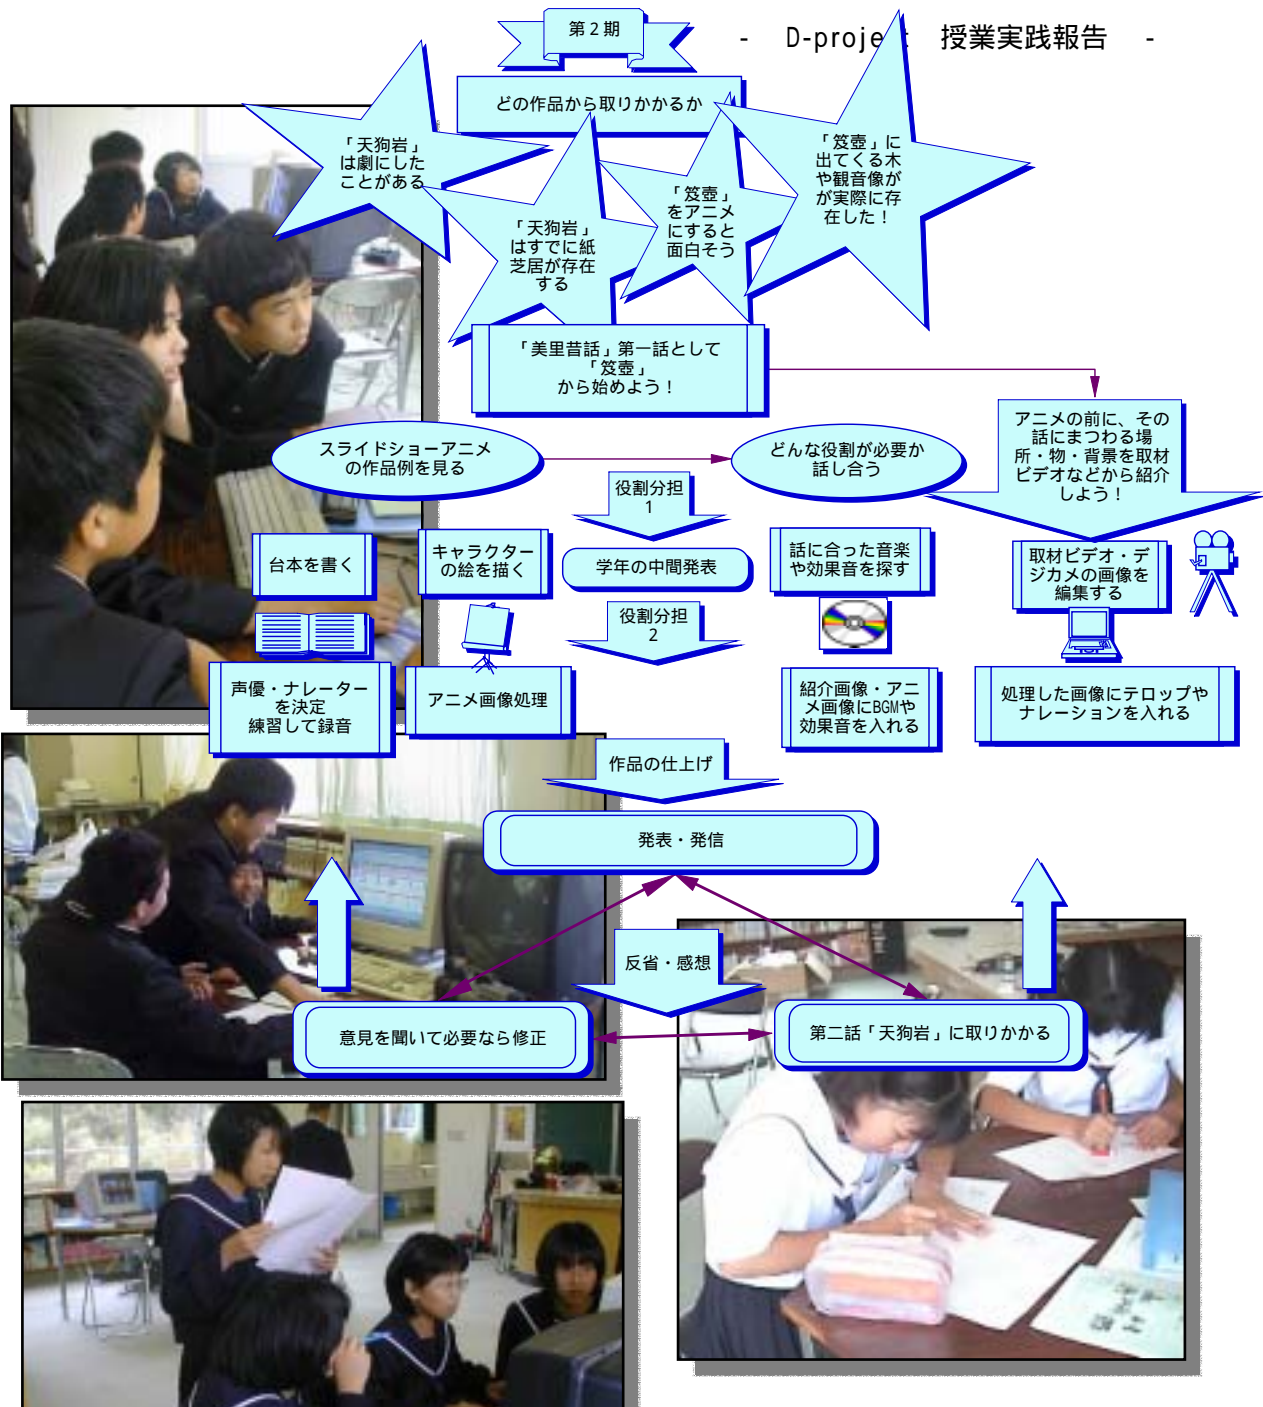 第２期
- D-project 授業実践報告 -
どの作品から取りかかるか
「天狗岩」
は劇にした
ことがある
「天狗岩」
はすでに紙
芝居が存在
する
「笈壺」
をアニメ
にすると
面白そう
「笈壺」に
出てくる木
や観音像が
が実際に存
在した！
「美里昔話」第一話として
「笈壺」
から始めよう！
スライドショーアニメ
の作品例を見る
どんな役割が必要か
話し合う
アニメの前に、その
話にまつわる場
所・物・背景を取材
ビデオなどから紹介
しよう！
役割分担
1
台本を書く
キャラクター
の絵を描く
学年の中間発表
話に合った音楽
や効果音を探す
取材ビデオ・デ
ジカメの画像を
編集する
役割分担
2
声優・ナレーター
を決定
練習して録音
アニメ画像処理
紹介画像・アニ
メ画像にBGMや
効果音を入れる
処理した画像にテロップや
ナレーションを入れる
作品の仕上げ
発表・発信
反省・感想
意見を聞いて必要なら修正
第二話「天狗岩」に取りかかる